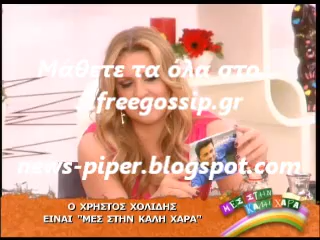 Μάθετε τα όλα στο
freegossip.gr
news-piper.blogspot.com
Ο ΧΡΗΣΤΟΣ ΧΟΛΙΔΗΣ
ΕΙΝΑΙ "ΜΕΣ ΣΤΗΝ ΚΑΛΗ ΧΑΡΑ"
ΜΕΣ ΣΤΗΝ
ΚΑΛΗ ΧΑΡΑ